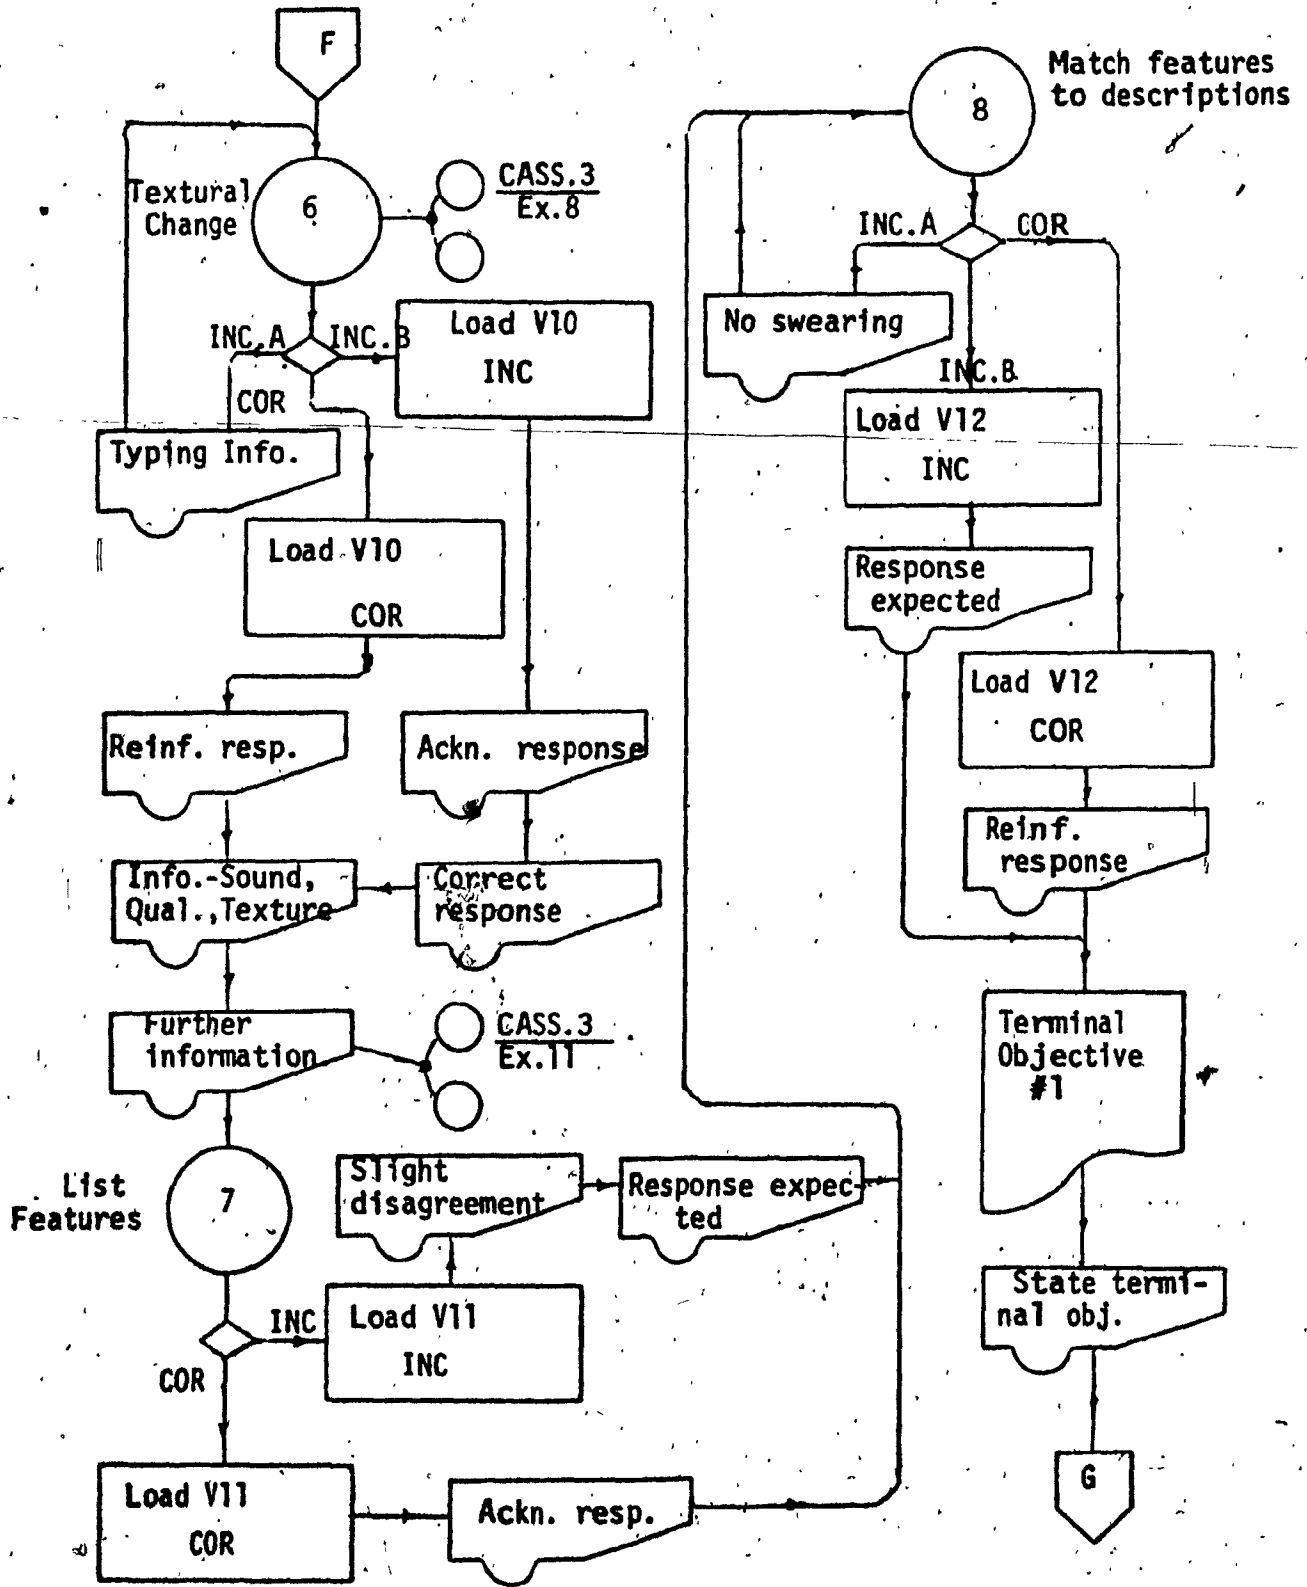 F
Textural
Change
6
CASS.3
Ex.8
INC.A
INC.B
COR
Load V10
INC
Typing Info.
Load V10
COR
Reinf. resp.
Ackn. response
Info.-Sound,
Qual.,Texture
Correct
response
Further
information
CASS.3
Ex.11
List
Features
7
INC
COR
Slight
disagreement
Response expec-
ted
Load V11
INC
Load V11
COR
Ackn. resp.
8
Match features
to descriptions
INC.A
COR
No swearing
INC.B
Load V12
INC
Response
expected
Load V12
COR
Reinf.
response
Terminal
Objective
#1
State termi-
nal obj.
G